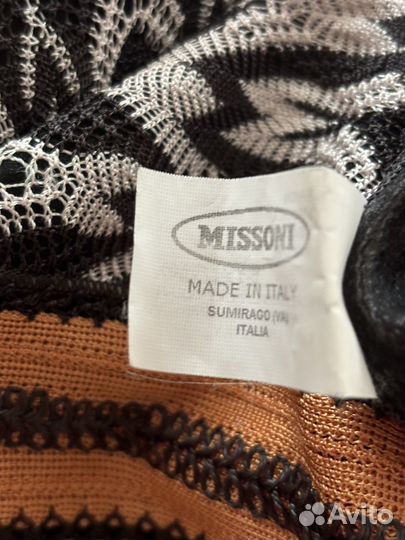 MISSONI
MADE IN ITALY
SUMIRAGO (VA)
ITALIA
Avito